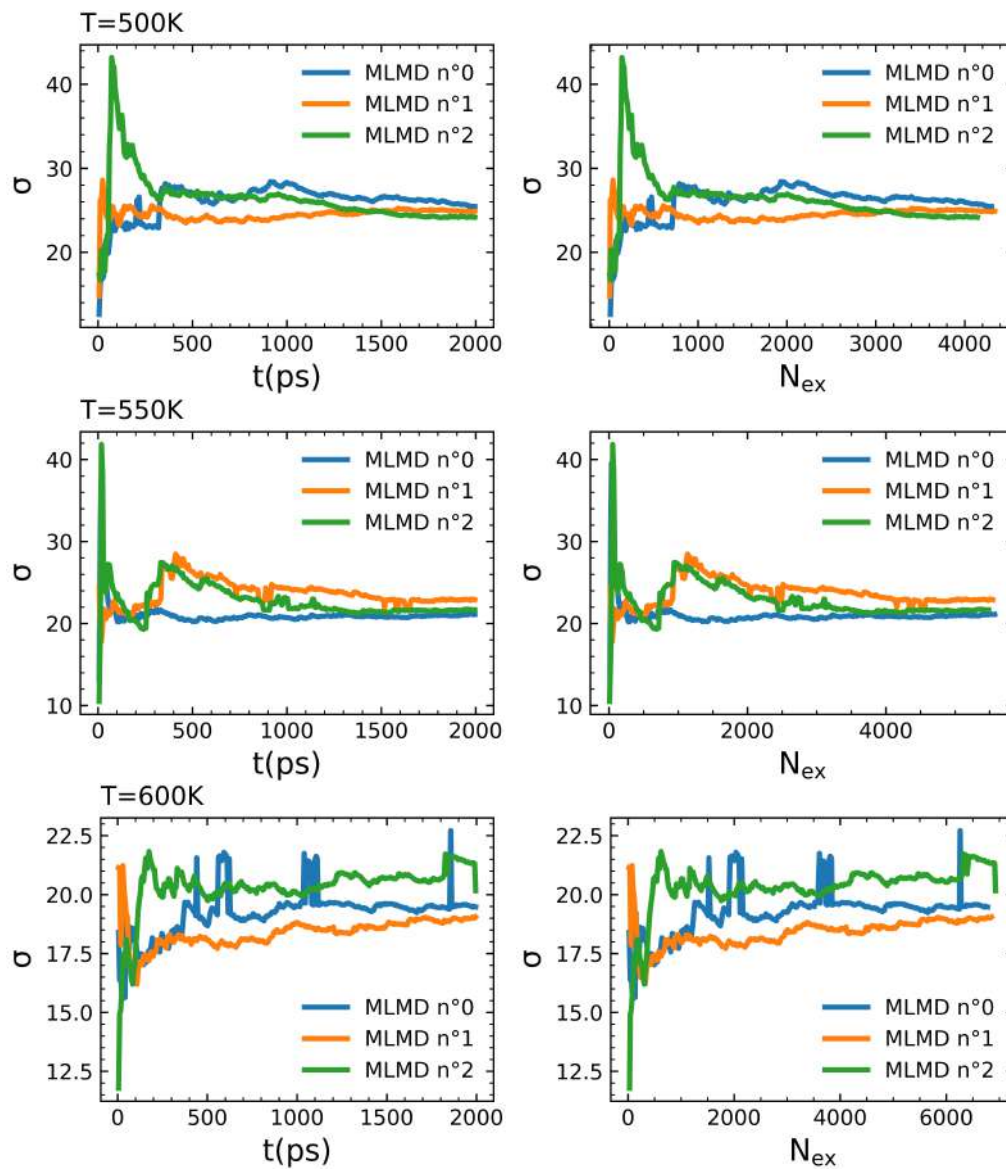 T=500K
σ
40
30
20
MLMD n°0
MLMD n°1
MLMD n°2
0 500 1000 1500 2000
t(ps)
σ
40
30
20
MLMD n°0
MLMD n°1
MLMD n°2
0 1000 2000 3000 4000
N_ex
T=550K
σ
40
30
20
10
MLMD n°0
MLMD n°1
MLMD n°2
0 500 1000 1500 2000
t(ps)
σ
40
30
20
10
MLMD n°0
MLMD n°1
MLMD n°2
0 2000 4000
N_ex
T=600K
σ
22.5
20.0
17.5
15.0
12.5
MLMD n°0
MLMD n°1
MLMD n°2
0 500 1000 1500 2000
t(ps)
σ
22.5
20.0
17.5
15.0
12.5
MLMD n°0
MLMD n°1
MLMD n°2
0 2000 4000 6000
N_ex